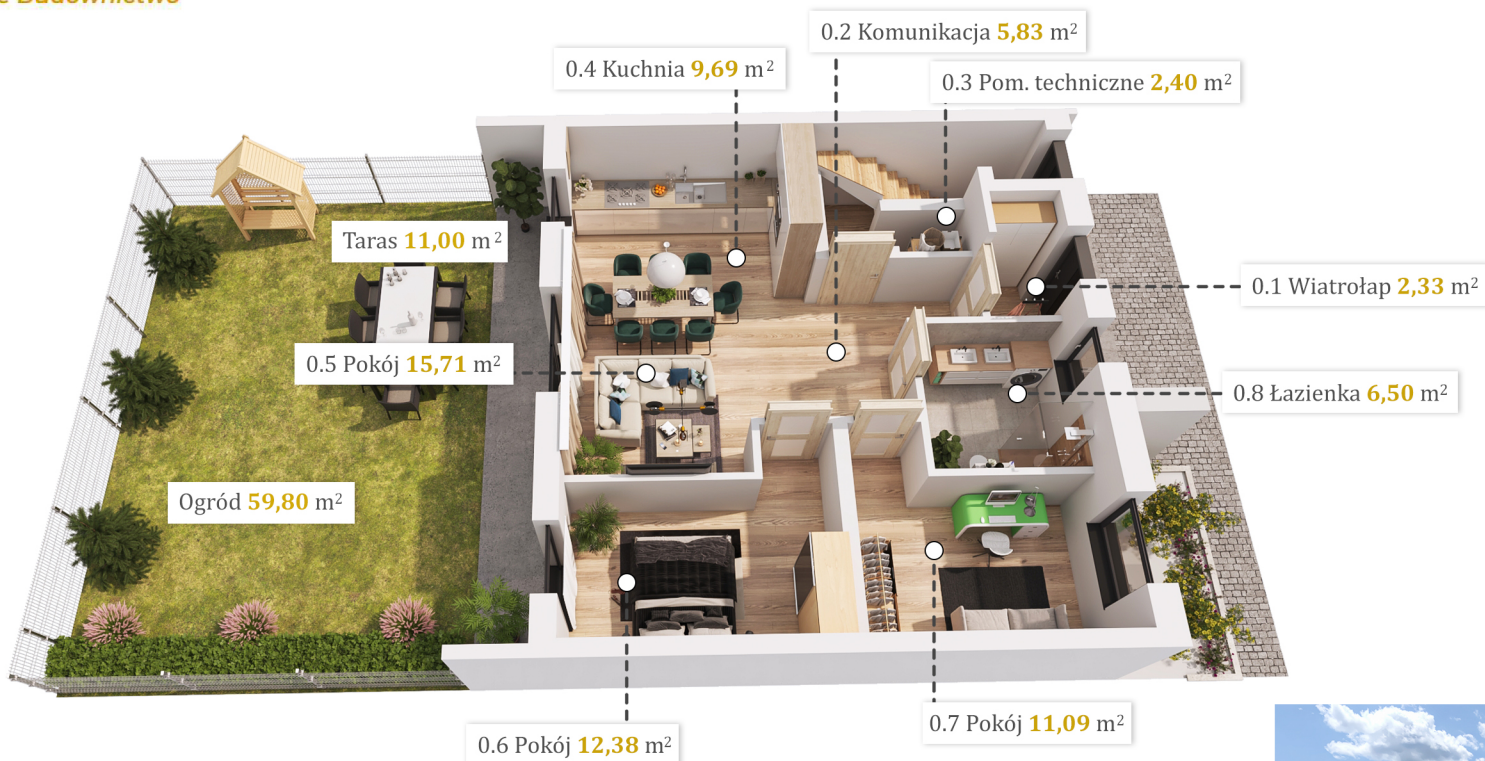 Budownictwo
0.2 Komunikacja 5,83 m²
0.4 Kuchnia 9,69 m²
0.3 Pom. techniczne 2,40 m²
Taras 11,00 m²
0.1 Wiatrołap 2,33 m²
0.5 Pokój 15,71 m²
0.8 Łazienka 6,50 m²
Ogród 59,80 m²
0.7 Pokój 11,09 m²
0.6 Pokój 12,38 m²